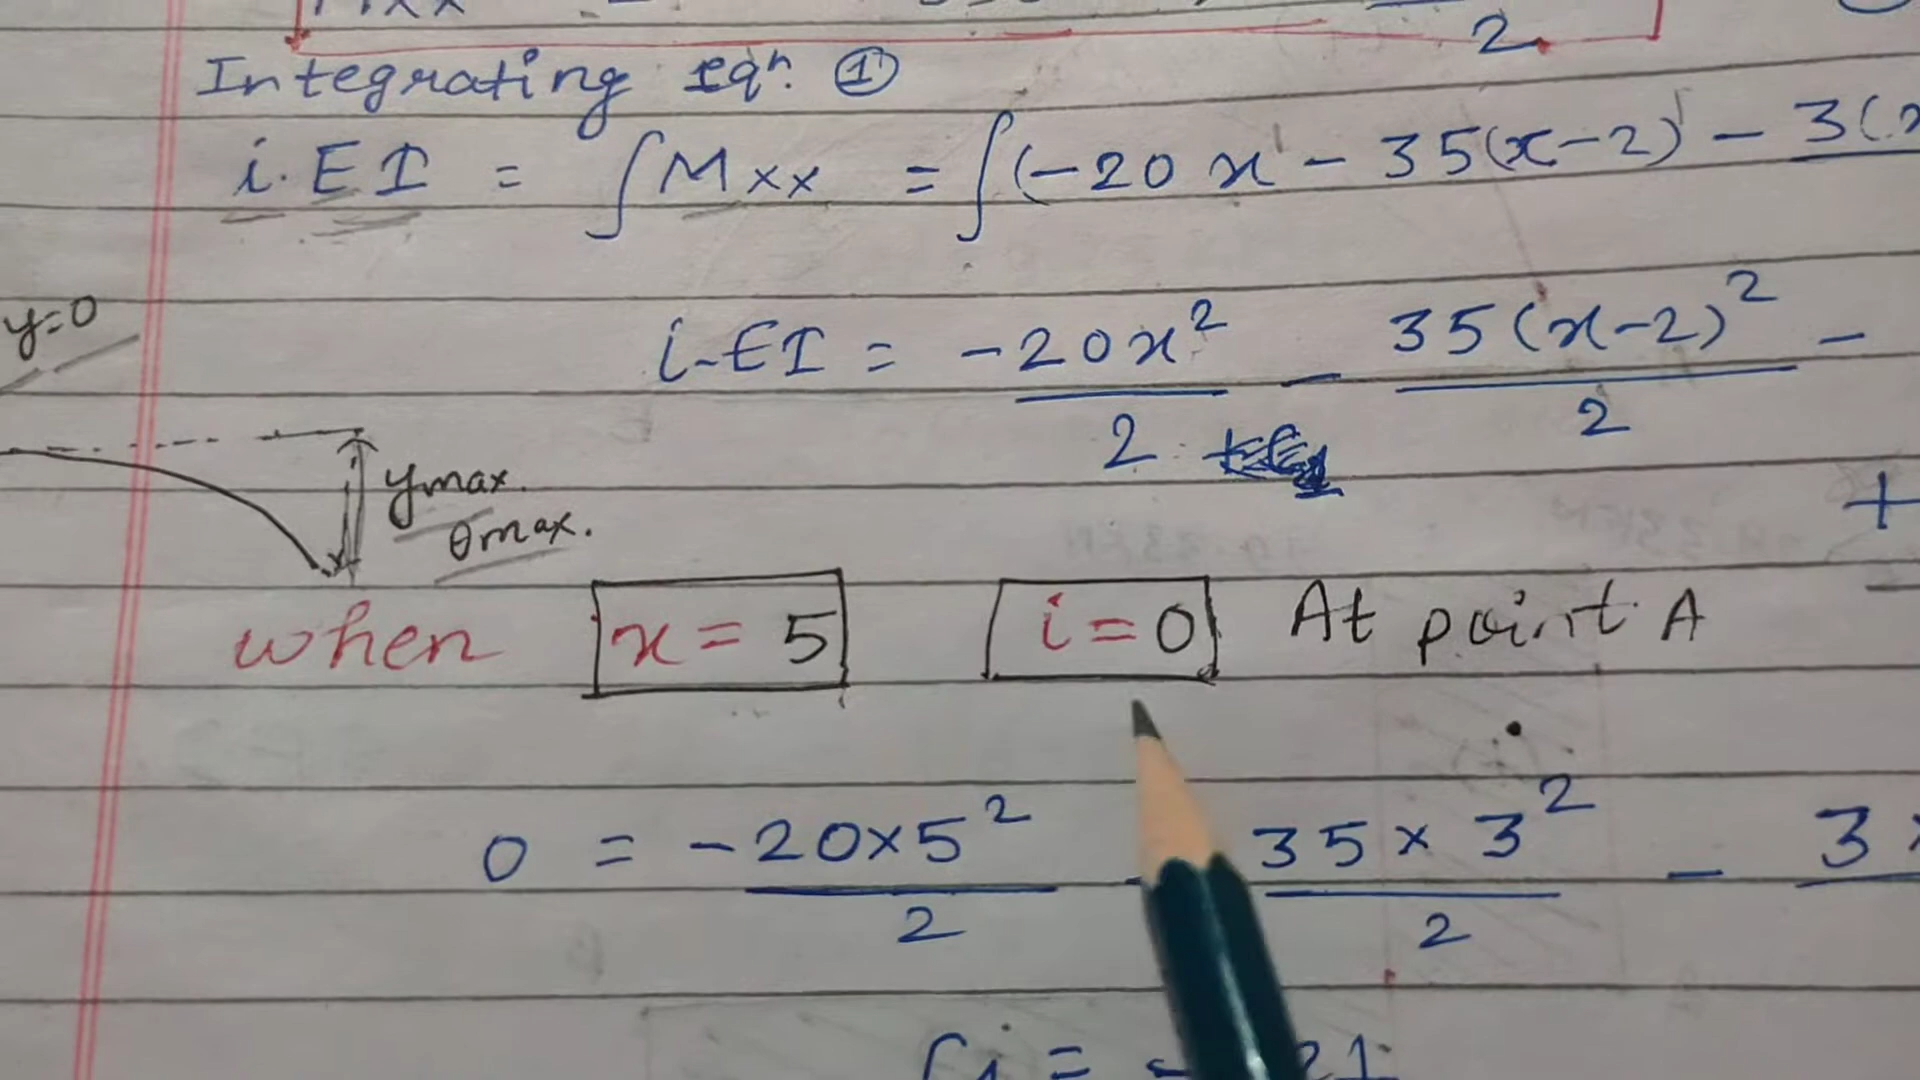 2
Integrating eqn. ①
i.EI = ∫Mxx = ∫(-20x - 35(x-2) - 3(x
y=0
i-EI = -20x²/2 - 35(x-2)²/2 -
ymax.
θmax.
+
when x = 5 i = 0 At point A
0 = -20×5²/2 - 35×3²/2 - 3×